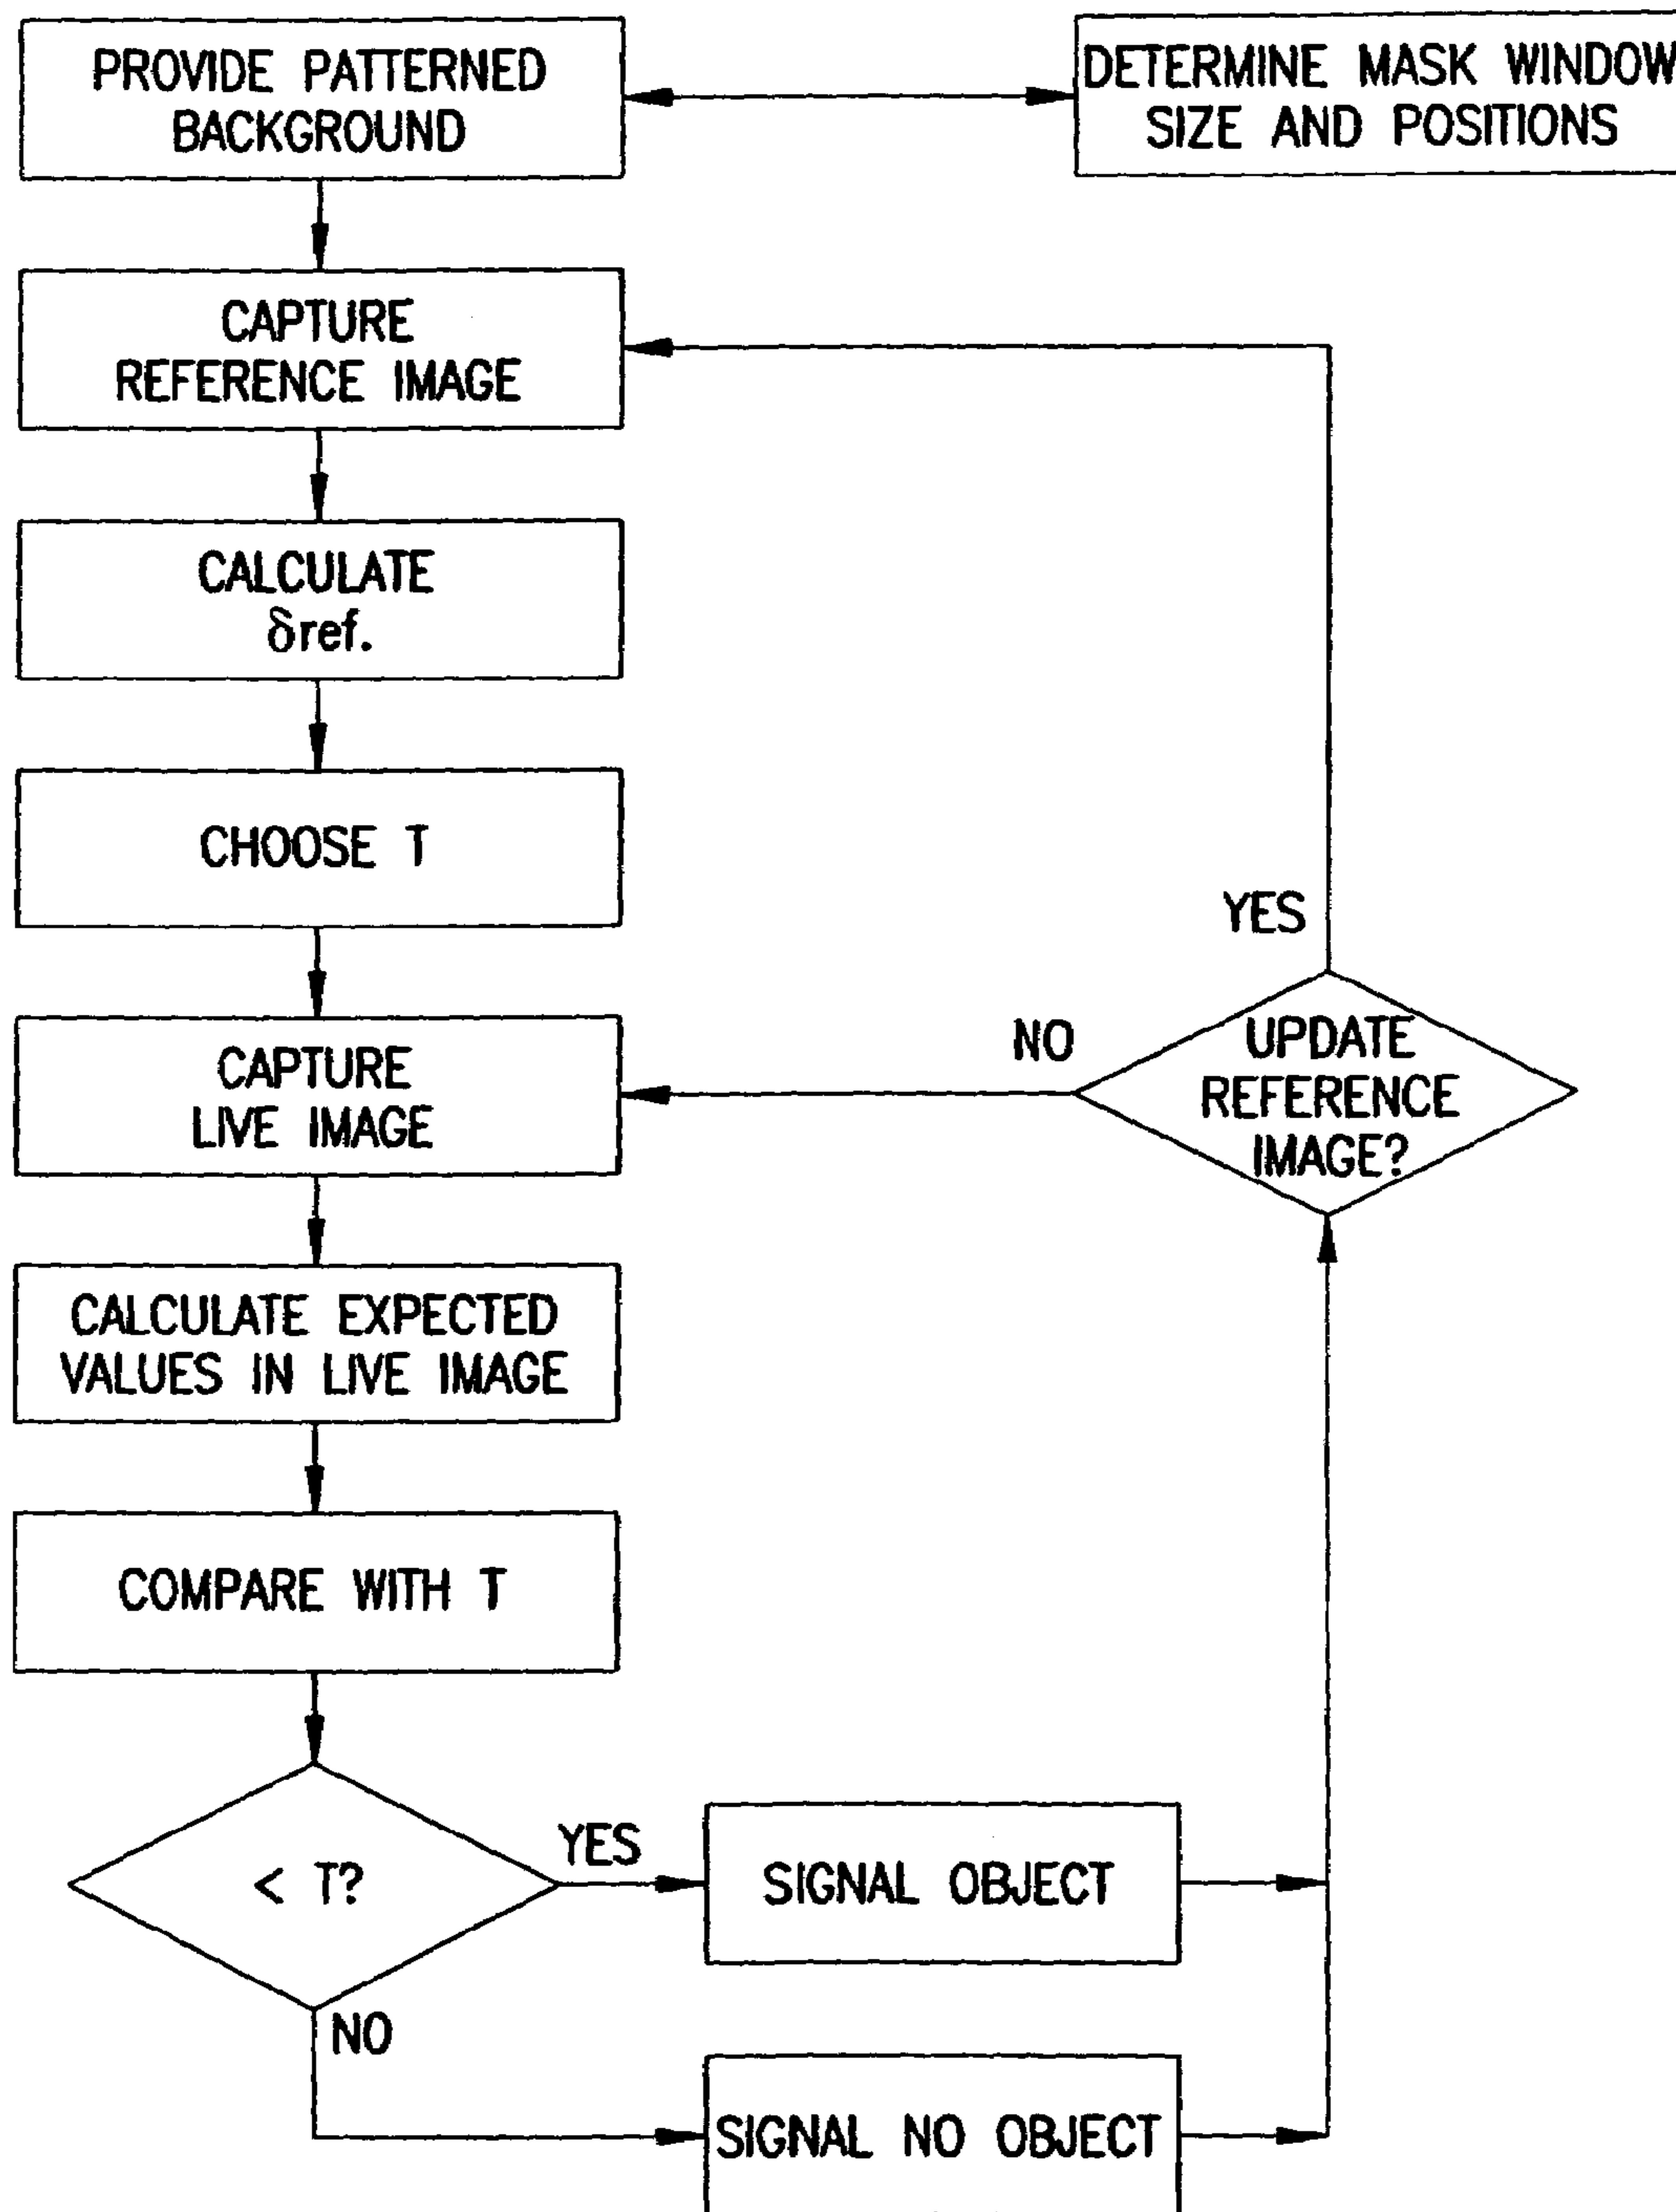 PROVIDE PATTERNED
BACKGROUND
DETERMINE MASK WINDOW
SIZE AND POSITIONS
CAPTURE
REFERENCE IMAGE
CALCULATE
δref.
CHOOSE T
YES
NO
UPDATE
REFERENCE
IMAGE?
CAPTURE
LIVE IMAGE
CALCULATE EXPECTED
VALUES IN LIVE IMAGE
COMPARE WITH T
< T?
YES
SIGNAL OBJECT
NO
SIGNAL NO OBJECT